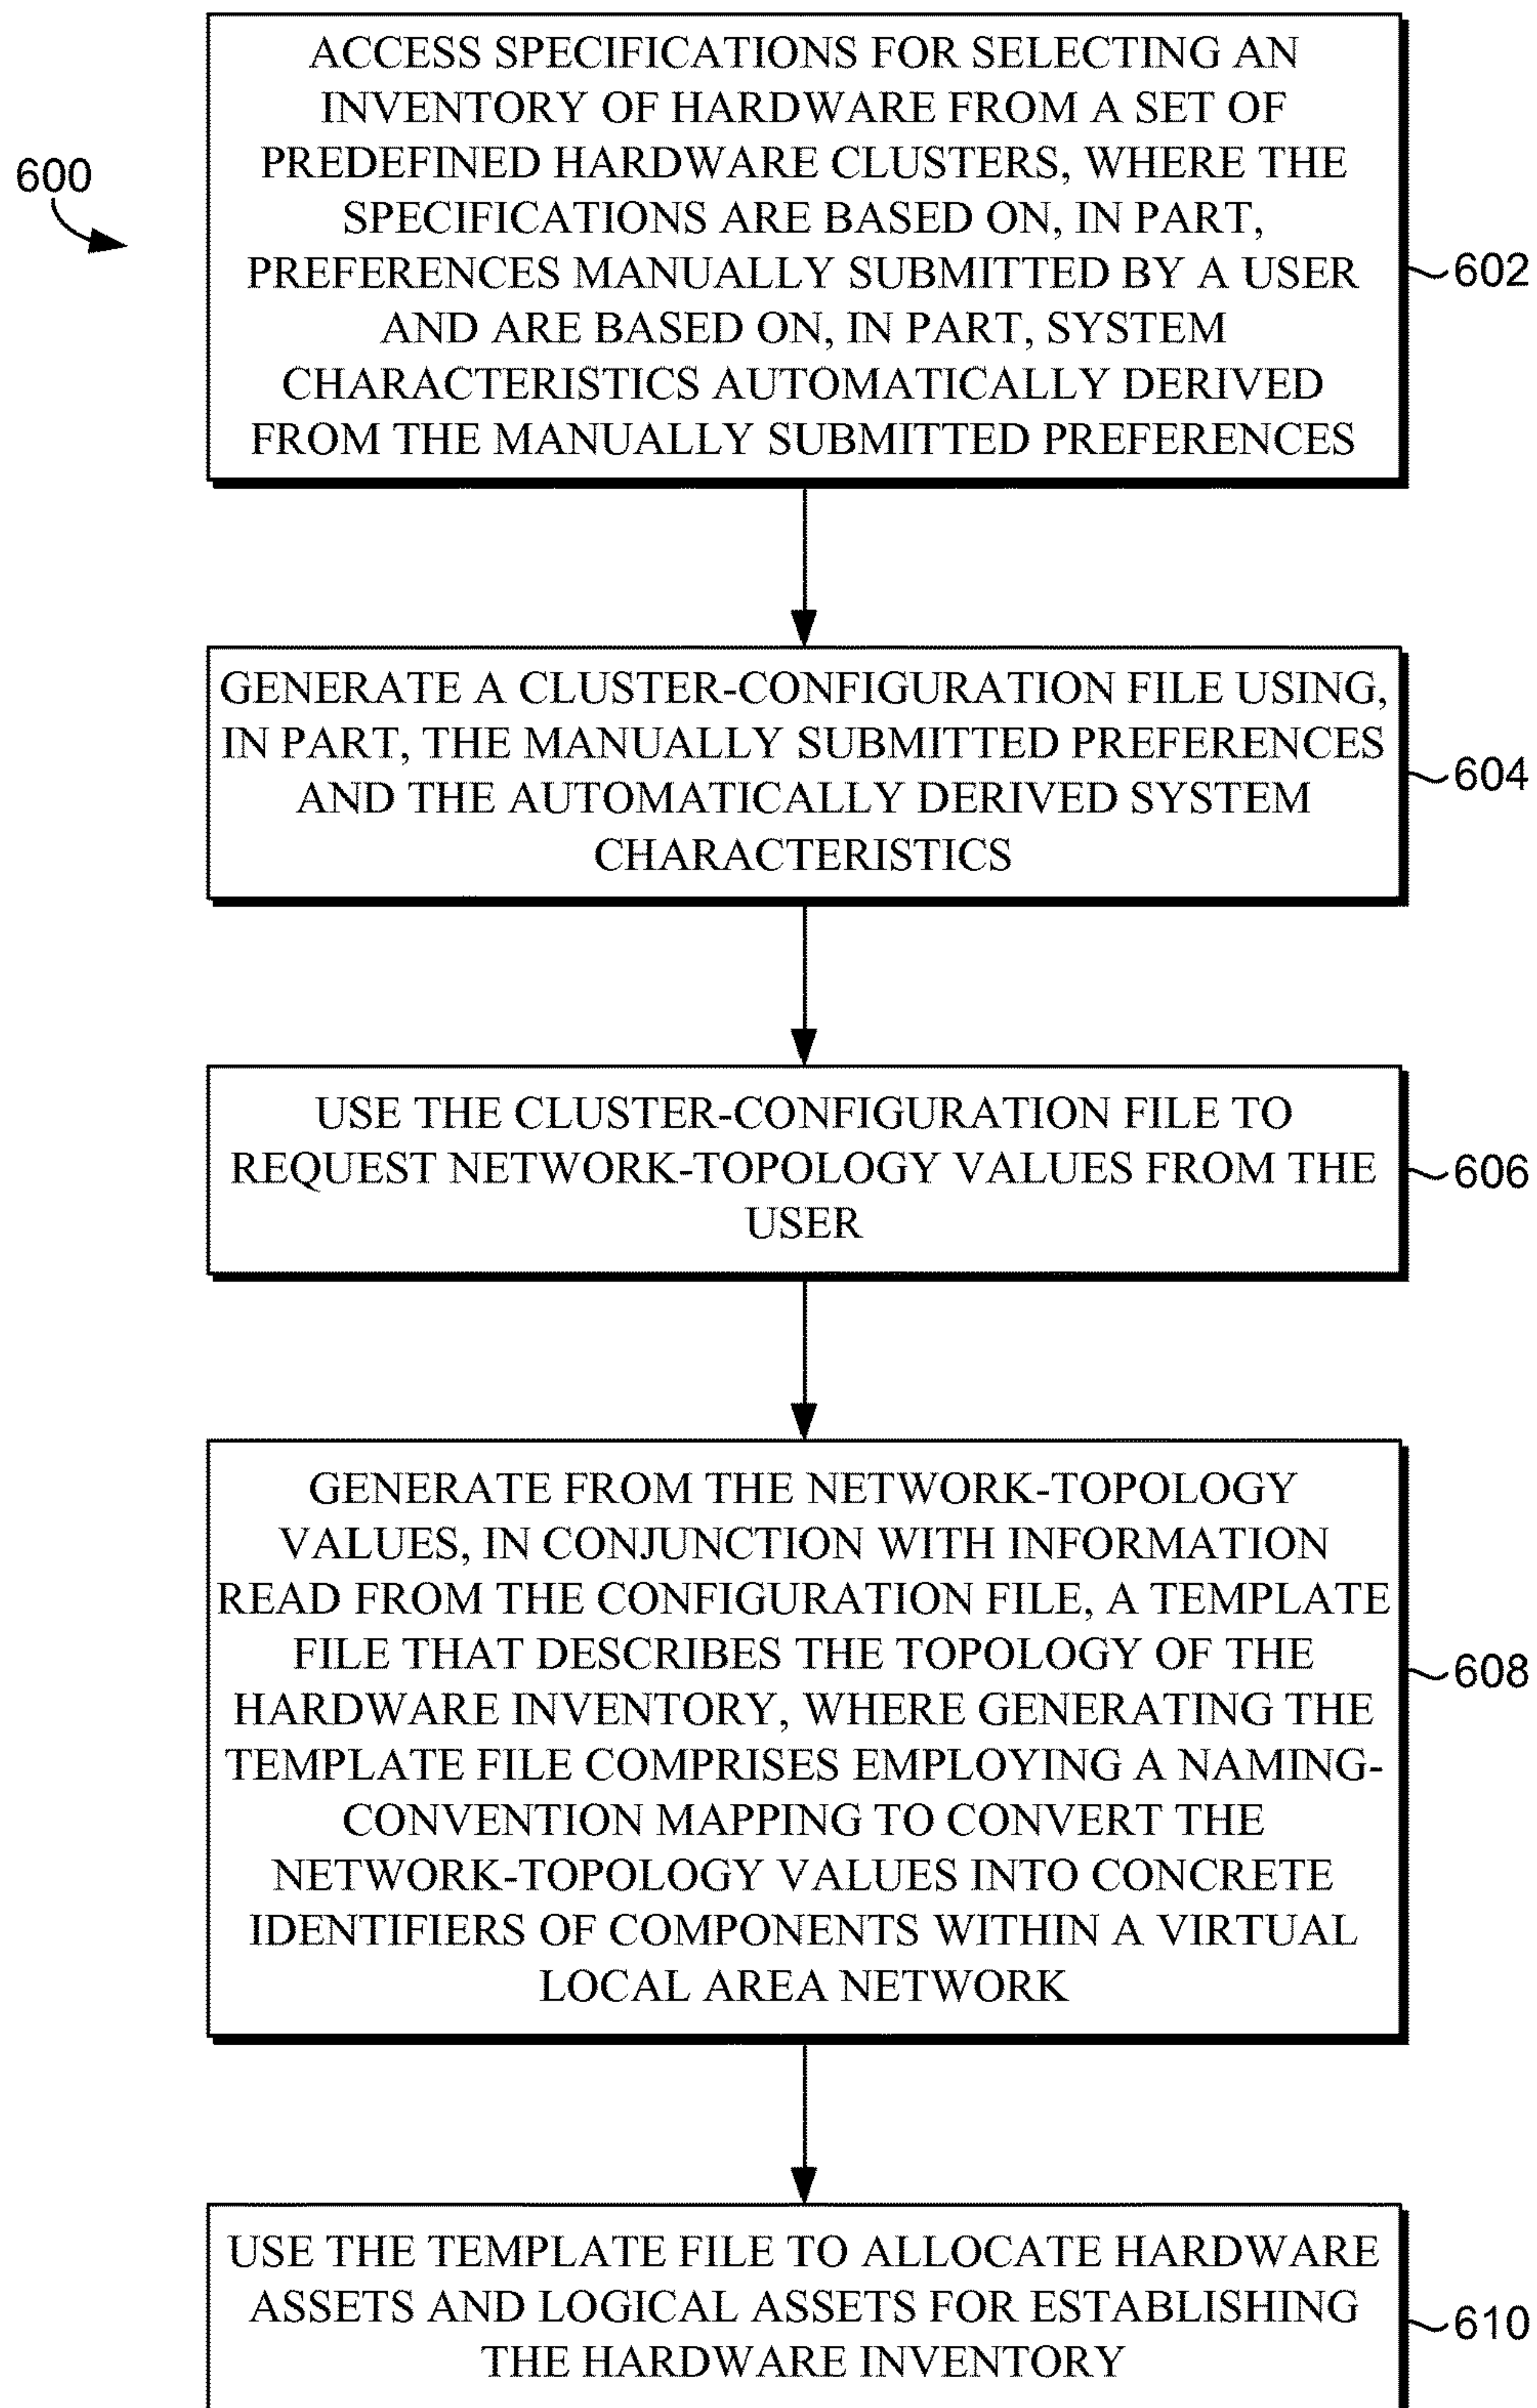 600
ACCESS SPECIFICATIONS FOR SELECTING AN
INVENTORY OF HARDWARE FROM A SET OF
PREDEFINED HARDWARE CLUSTERS, WHERE THE
SPECIFICATIONS ARE BASED ON, IN PART,
PREFERENCES MANUALLY SUBMITTED BY A USER
AND ARE BASED ON, IN PART, SYSTEM
CHARACTERISTICS AUTOMATICALLY DERIVED
FROM THE MANUALLY SUBMITTED PREFERENCES
602
GENERATE A CLUSTER-CONFIGURATION FILE USING,
IN PART, THE MANUALLY SUBMITTED PREFERENCES
AND THE AUTOMATICALLY DERIVED SYSTEM
CHARACTERISTICS
604
USE THE CLUSTER-CONFIGURATION FILE TO
REQUEST NETWORK-TOPOLOGY VALUES FROM THE
USER
606
GENERATE FROM THE NETWORK-TOPOLOGY
VALUES, IN CONJUNCTION WITH INFORMATION
READ FROM THE CONFIGURATION FILE, A TEMPLATE
FILE THAT DESCRIBES THE TOPOLOGY OF THE
HARDWARE INVENTORY, WHERE GENERATING THE
TEMPLATE FILE COMPRISES EMPLOYING A NAMING-
CONVENTION MAPPING TO CONVERT THE
NETWORK-TOPOLOGY VALUES INTO CONCRETE
IDENTIFIERS OF COMPONENTS WITHIN A VIRTUAL
LOCAL AREA NETWORK
608
USE THE TEMPLATE FILE TO ALLOCATE HARDWARE
ASSETS AND LOGICAL ASSETS FOR ESTABLISHING
THE HARDWARE INVENTORY
610